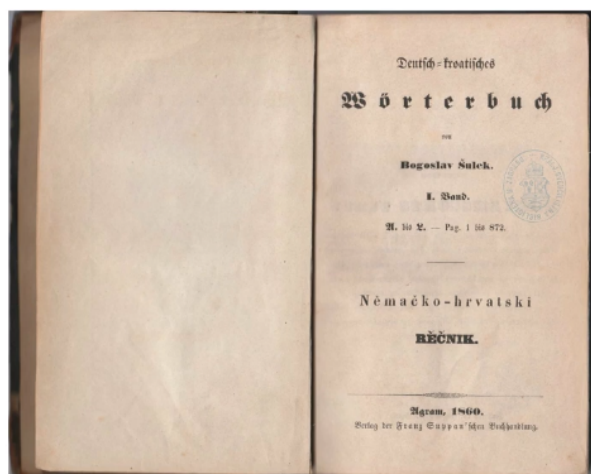 Deutsch-kroatisches
Wörterbuch
von
Bogoslav Šulek.
I. Band.
A. bis L. — Pag. 1 bis 872.
Němačko-hrvatski
RĚČNIK.
Agram, 1860.
Verlag der Franz Suppan'schen Buchhandlung.